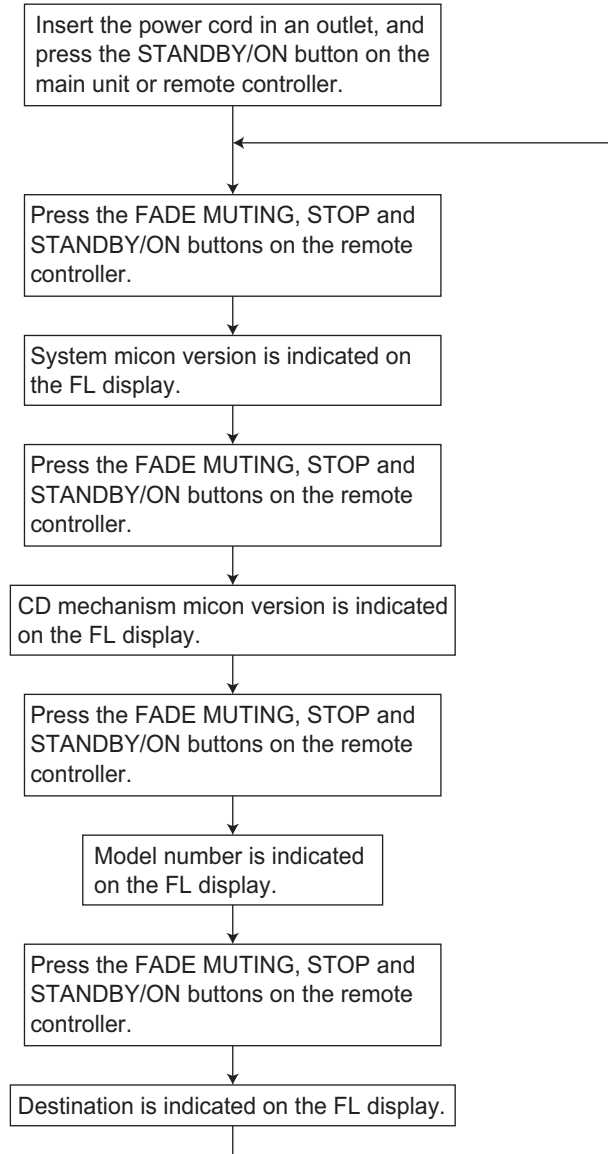 Insert the power cord in an outlet, and
press the STANDBY/ON button on the
main unit or remote controller.
Press the FADE MUTING, STOP and
STANDBY/ON buttons on the remote
controller.
System micon version is indicated on
the FL display.
Press the FADE MUTING, STOP and
STANDBY/ON buttons on the remote
controller.
CD mechanism micon version is indicated
on the FL display.
Press the FADE MUTING, STOP and
STANDBY/ON buttons on the remote
controller.
Model number is indicated
on the FL display.
Press the FADE MUTING, STOP and
STANDBY/ON buttons on the remote
controller.
Destination is indicated on the FL display.